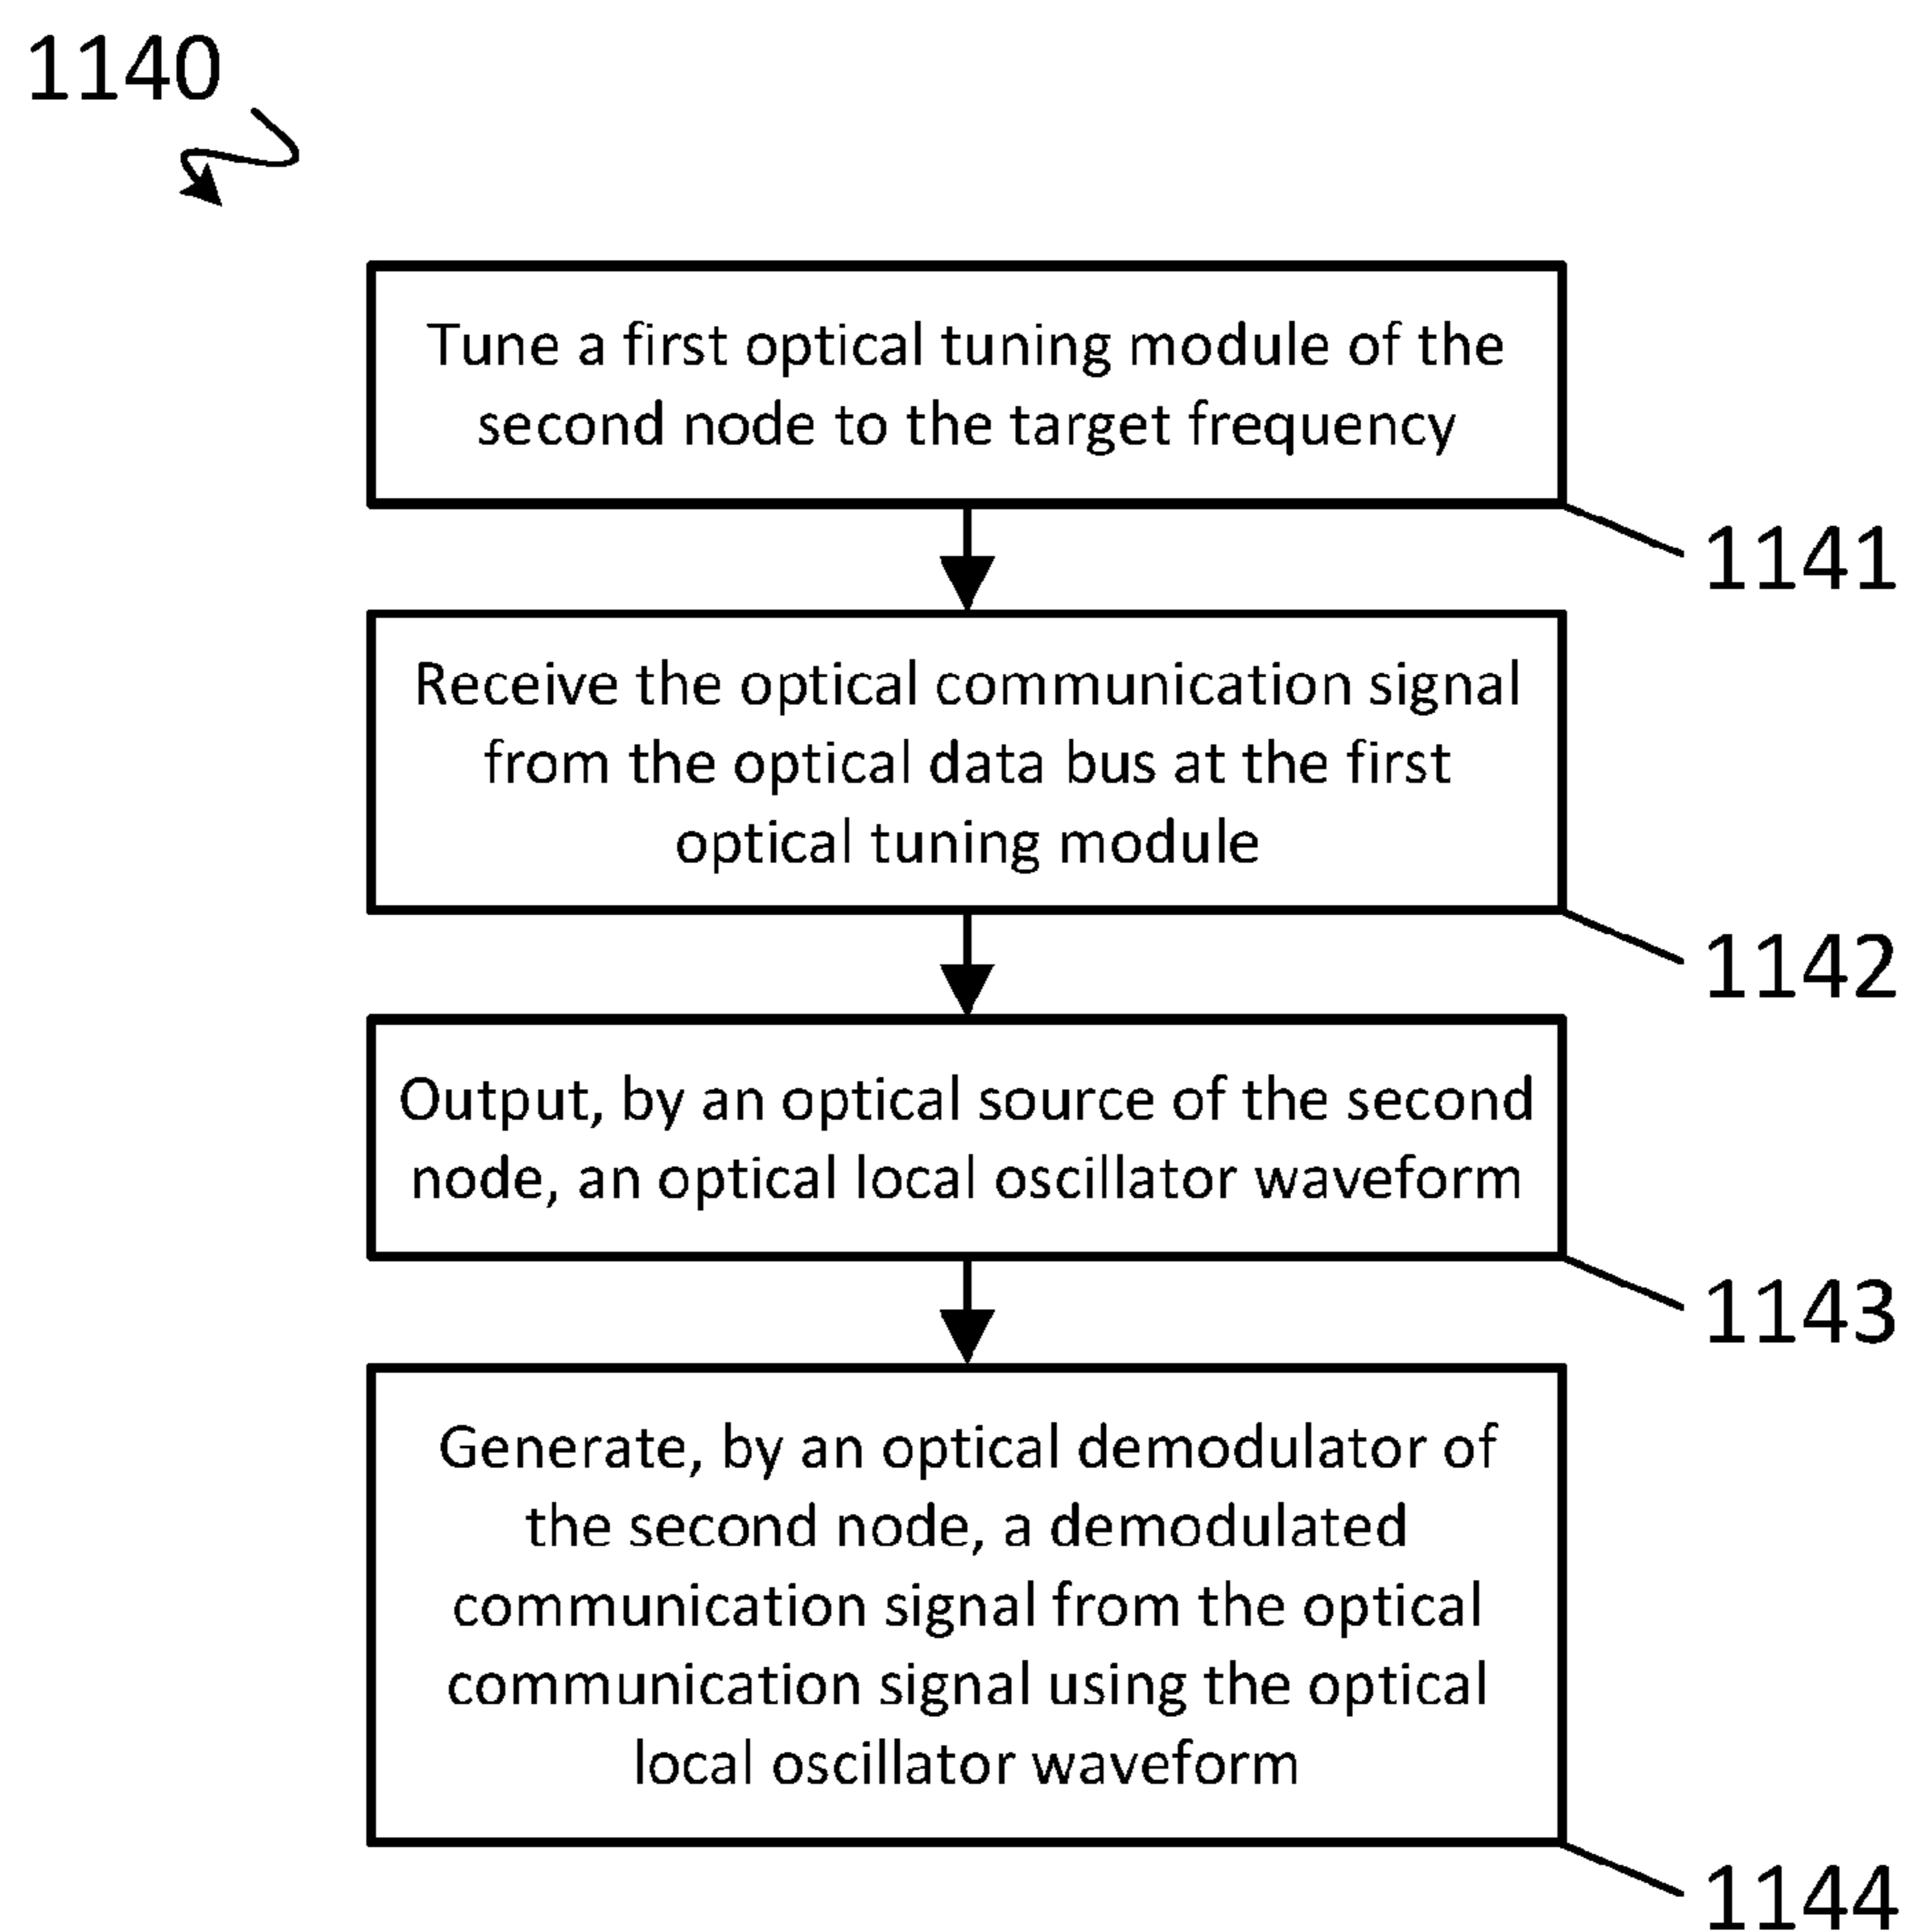 1140
Tune a first optical tuning module of the
second node to the target frequency
1141
Receive the optical communication signal
from the optical data bus at the first
optical tuning module
1142
Output, by an optical source of the second
node, an optical local oscillator waveform
1143
Generate, by an optical demodulator of
the second node, a demodulated
communication signal from the optical
communication signal using the optical
local oscillator waveform
1144